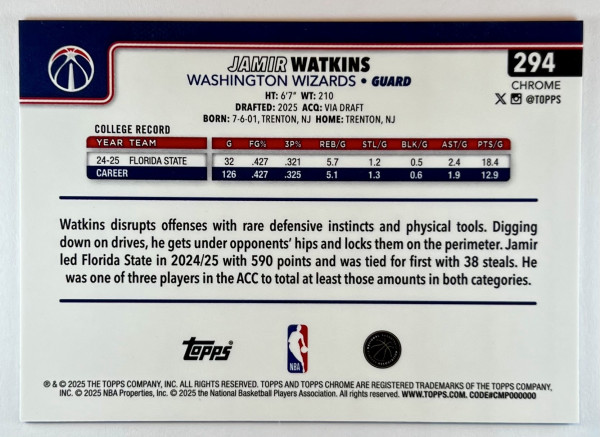 JAMIR WATKINS
WASHINGTON WIZARDS • GUARD
294
CHROME
@TOPPS
HT: 6'7" WT: 210
DRAFTED: 2025 ACQ: VIA DRAFT
BORN: 7-6-01, TRENTON, NJ HOME: TRENTON, NJ
COLLEGE RECORD
YEAR TEAM G FG% 3P% REB/G STL/G BLK/G AST/G PTS/G
24-25 FLORIDA STATE 32 .427 .321 5.7 1.2 0.5 2.4 18.4
CAREER 126 .427 .325 5.1 1.3 0.6 1.9 12.9
Watkins disrupts offenses with rare defensive instincts and physical tools. Digging
down on drives, he gets under opponents' hips and locks them on the perimeter. Jamir
led Florida State in 2024/25 with 590 points and was tied for first with 38 steals. He
was one of three players in the ACC to total at least those amounts in both categories.
Topps
NBA
® & © 2025 THE TOPPS COMPANY, INC. ALL RIGHTS RESERVED. TOPPS AND TOPPS CHROME ARE REGISTERED TRADEMARKS OF THE TOPPS COMPANY,
INC. © 2025 NBA Properties, Inc. © 2025 the National Basketball Players Association. All rights reserved. WWW.TOPPS.COM. CODE#CMP000000